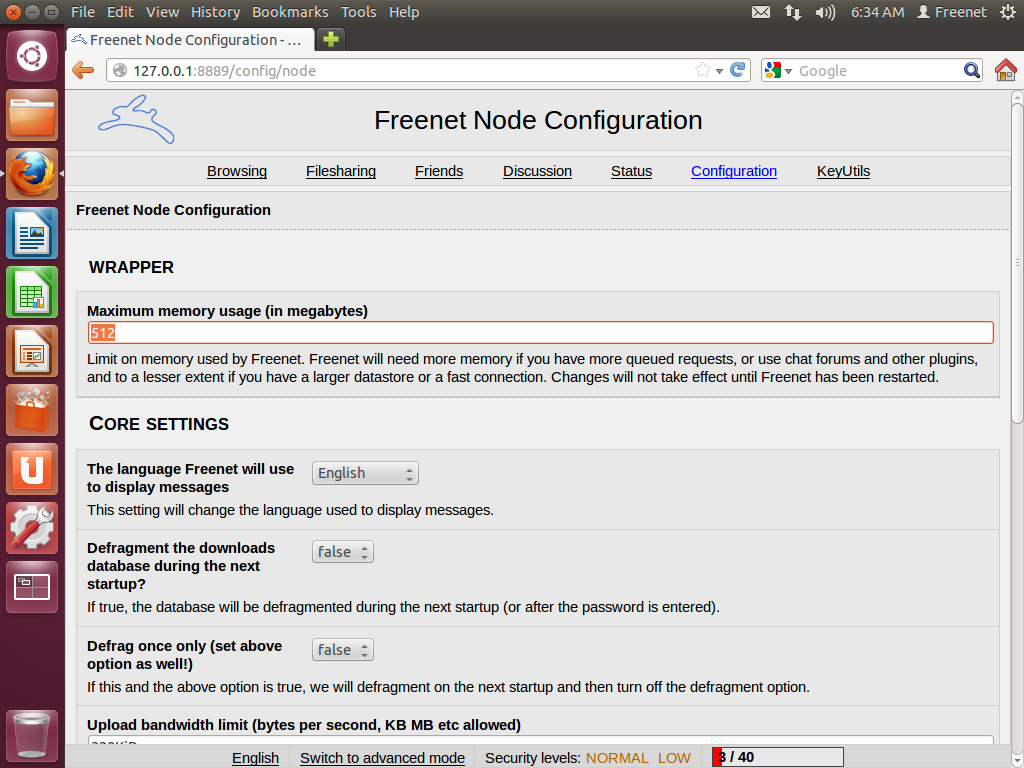 File Edit View History Bookmarks Tools Help 6:34 AM Freenet
Freenet Node Configuration - ...
127.0.0.1:8889/config/node Google
Freenet Node Configuration
Browsing Filesharing Friends Discussion Status Configuration KeyUtils
Freenet Node Configuration
WRAPPER
Maximum memory usage (in megabytes)
512
Limit on memory used by Freenet. Freenet will need more memory if you have more queued requests, or use chat forums and other plugins,
and to a lesser extent if you have a larger datastore or a fast connection. Changes will not take effect until Freenet has been restarted.
CORE SETTINGS
The language Freenet will use English
to display messages
This setting will change the language used to display messages.
Defragment the downloads false
database during the next
startup?
If true, the database will be defragmented during the next startup (or after the password is entered).
Defrag once only (set above false
option as well!)
If this and the above option is true, we will defragment on the next startup and then turn off the defragment option.
Upload bandwidth limit (bytes per second, KB MB etc allowed)
English Switch to advanced mode Security levels: NORMAL LOW 3 / 40